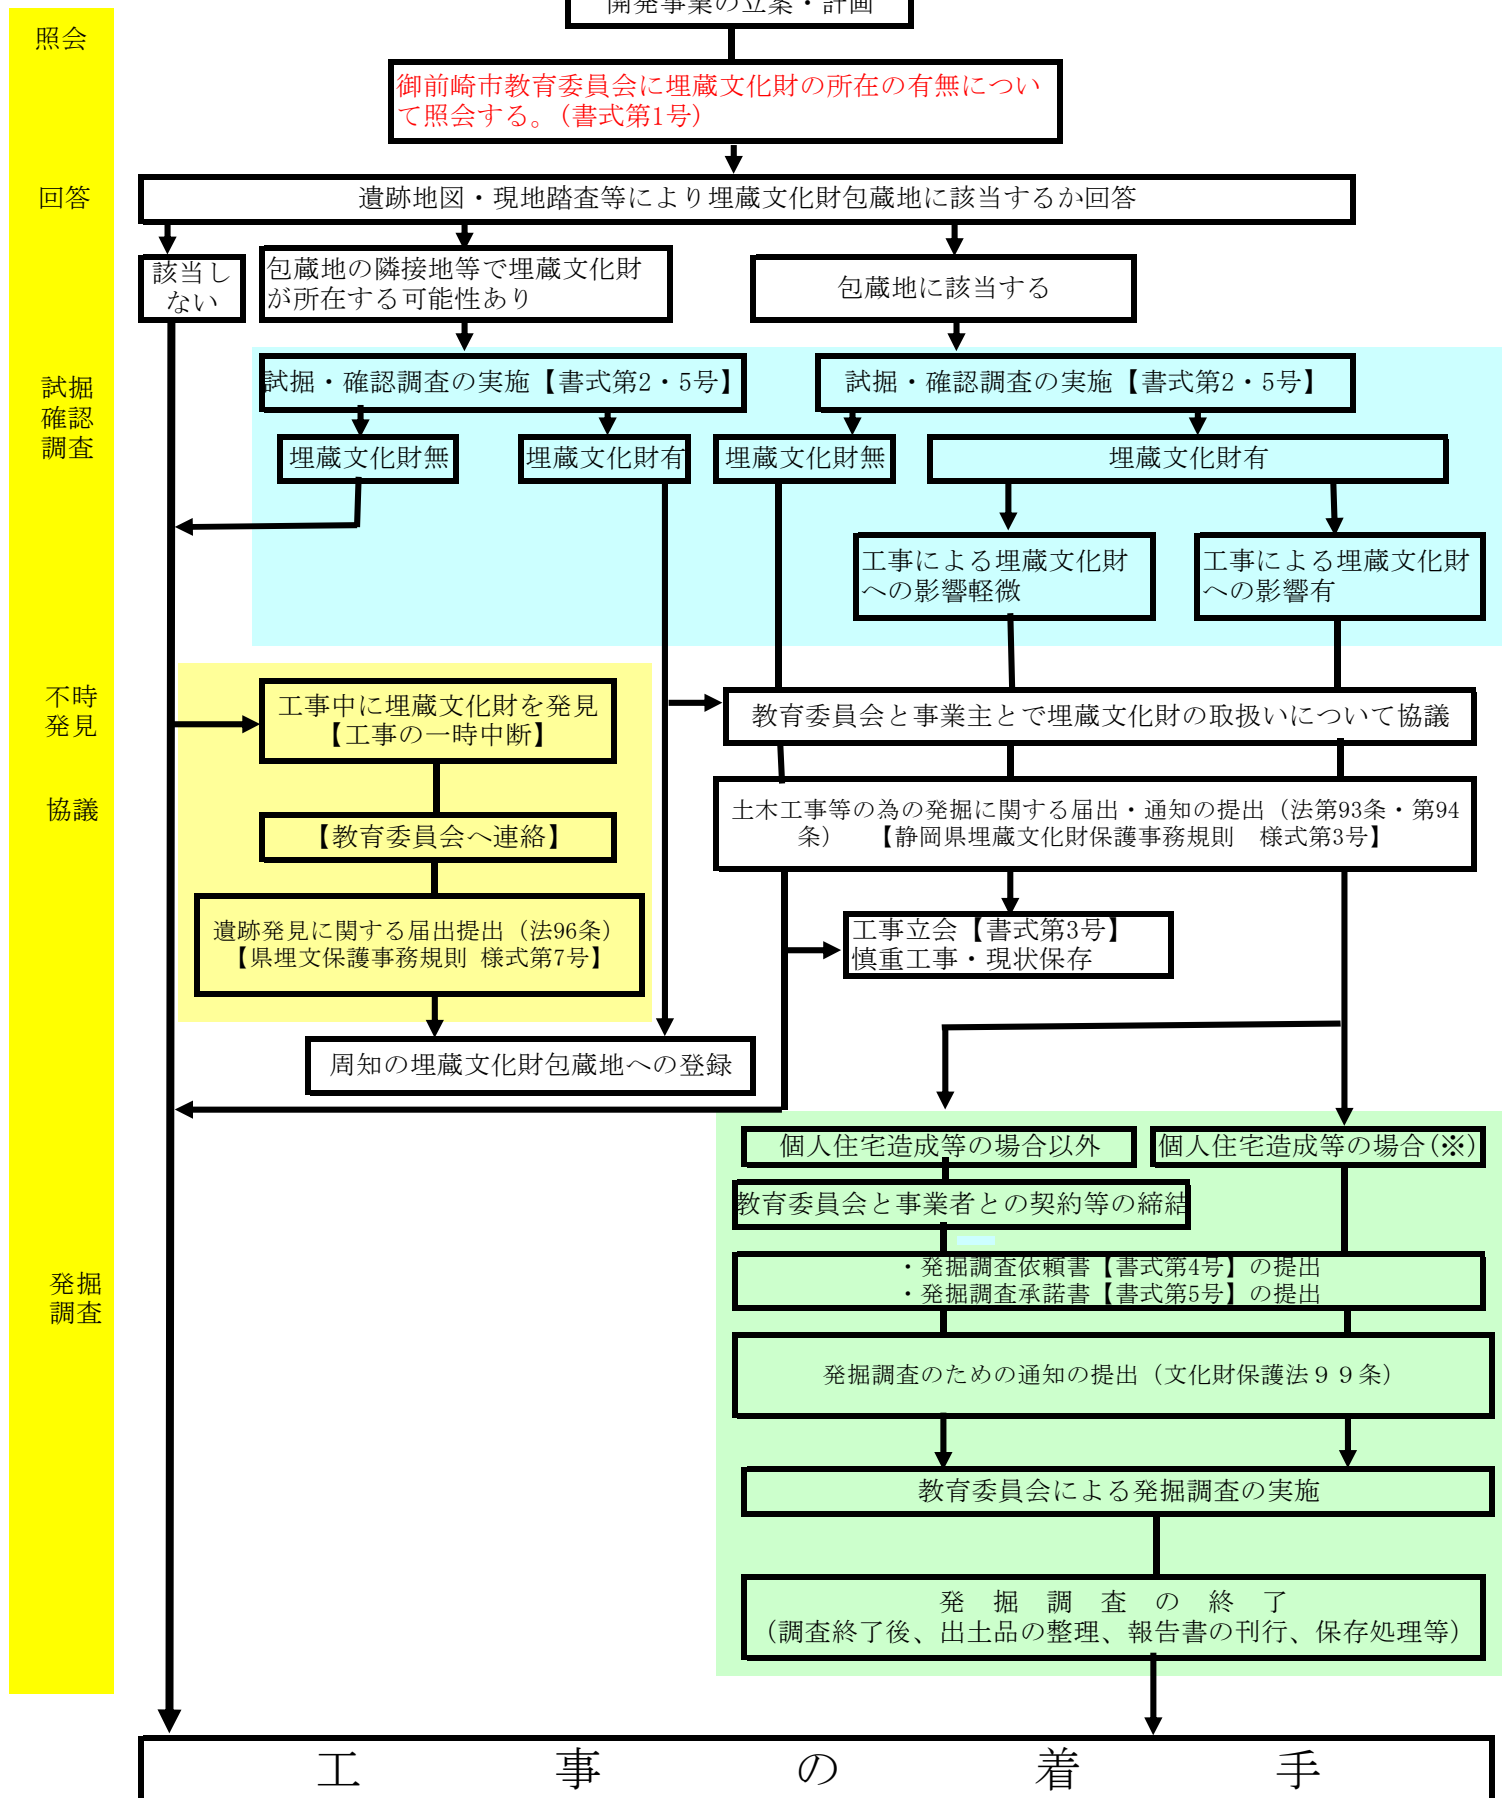 開発事業の立案・計画
照会
御前崎市教育委員会に埋蔵文化財の所在の有無につい
て照会する。(書式第1号)
回答
遺跡地図・現地踏査等により埋蔵文化財包蔵地に該当するか回答
該当し
ない
包蔵地の隣接地等で埋蔵文化財
が所在する可能性あり
包蔵地に該当する
試掘
確認
調査
試掘・確認調査の実施【書式第2・5号】
試掘・確認調査の実施【書式第2・5号】
埋蔵文化財無
埋蔵文化財有
埋蔵文化財無
埋蔵文化財有
工事による埋蔵文化財
への影響軽微
工事による埋蔵文化財
への影響有
不時
発見
工事中に埋蔵文化財を発見
【工事の一時中断】
教育委員会と事業主とで埋蔵文化財の取扱いについて協議
協議
【教育委員会へ連絡】
土木工事等の為の発掘に関する届出・通知の提出（法第93条・第94
条）　【静岡県埋蔵文化財保護事務規則　様式第3号】
遺跡発見に関する届出提出（法96条）
【県埋文保護事務規則 様式第7号】
工事立会【書式第3号】
慎重工事・現状保存
周知の埋蔵文化財包蔵地への登録
個人住宅造成等の場合以外
個人住宅造成等の場合(※)
教育委員会と事業者との契約等の締結
発掘
調査
・発掘調査依頼書【書式第4号】の提出
・発掘調査承諾書【書式第5号】の提出
発掘調査のための通知の提出（文化財保護法９９条）
教育委員会による発掘調査の実施
発　掘　調　査　の　終　了
（調査終了後、出土品の整理、報告書の刊行、保存処理等）
工　事　の　着　手